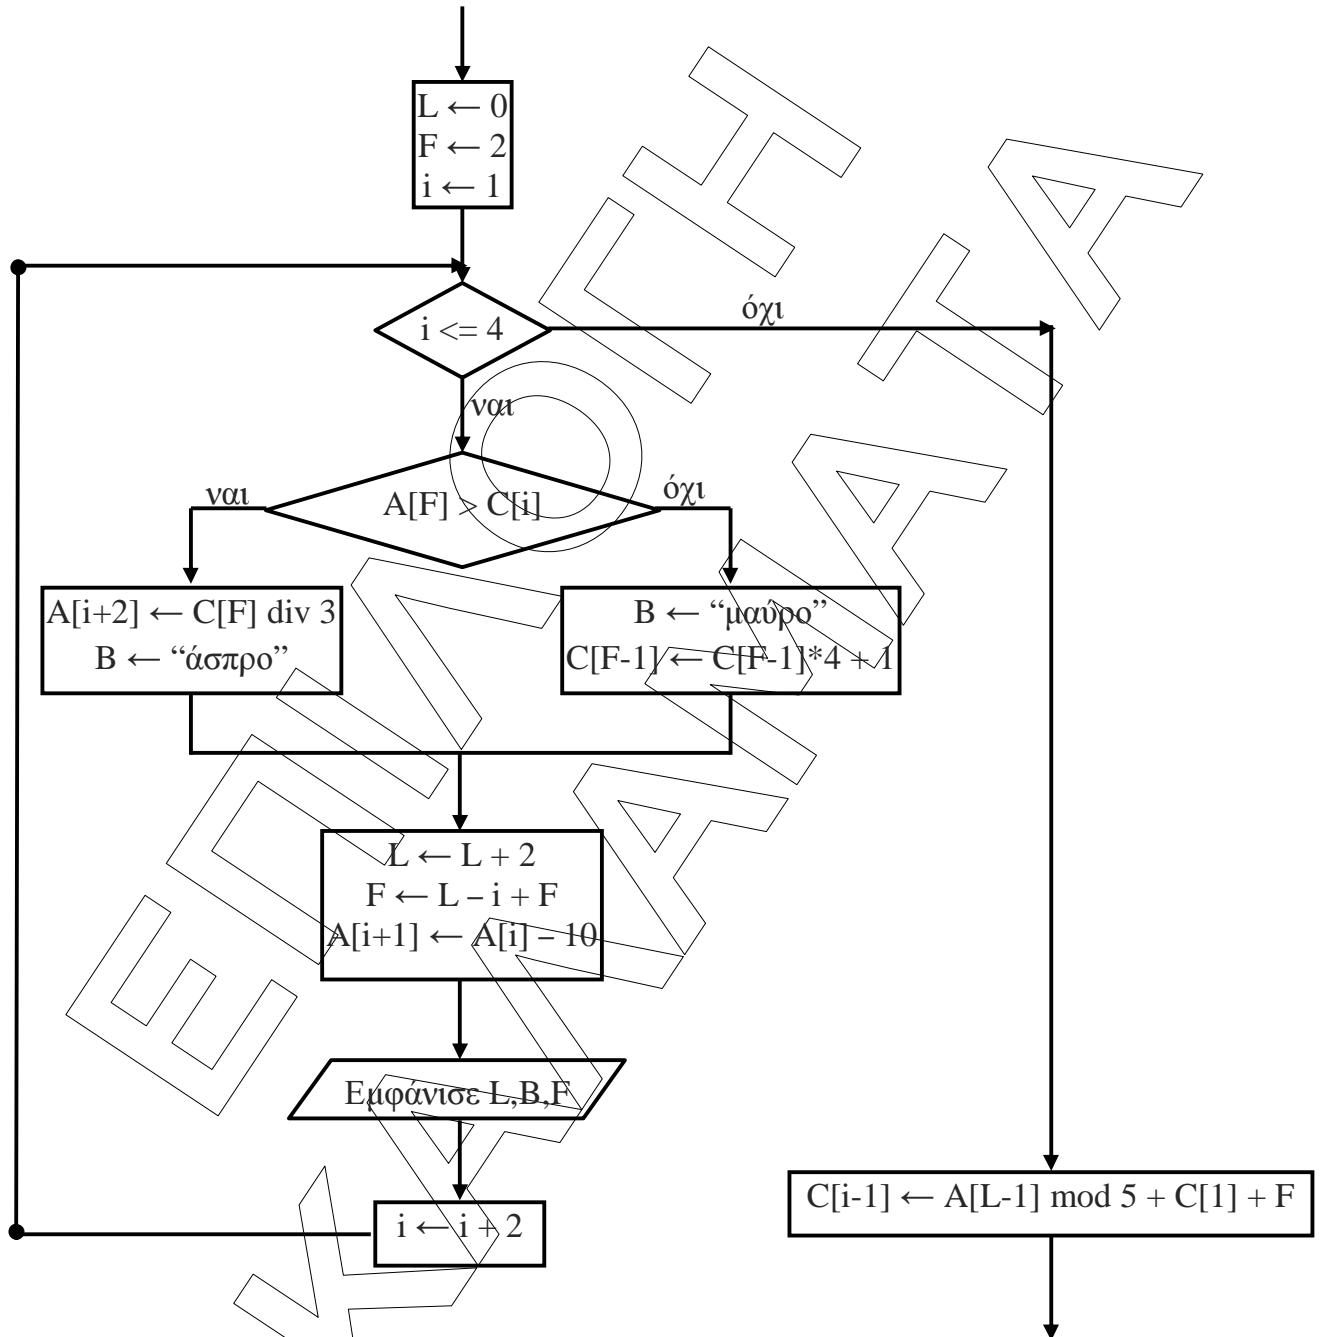 L ← 0
F ← 2
i ← 1
i <= 4
όχι
ναι
A[F] > C[i]
ναι
όχι
A[i+2] ← C[F] div 3
B ← “άσπρο”
B ← “μαύρο”
C[F-1] ← C[F-1]*4 + 1
L ← L + 2
F ← L – i + F
A[i+1] ← A[i] – 10
Εμφάνισε L,B,F
i ← i + 2
C[i-1] ← A[L-1] mod 5 + C[1] + F